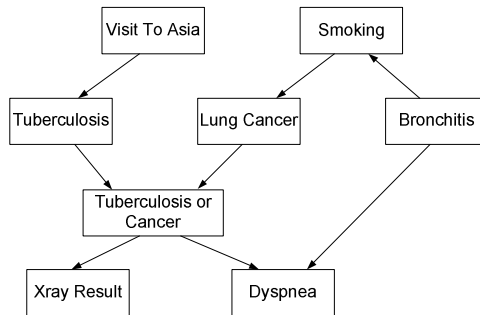 Visit To Asia
Smoking
Tuberculosis
Lung Cancer
Bronchitis
Tuberculosis or
Cancer
Xray Result
Dyspnea